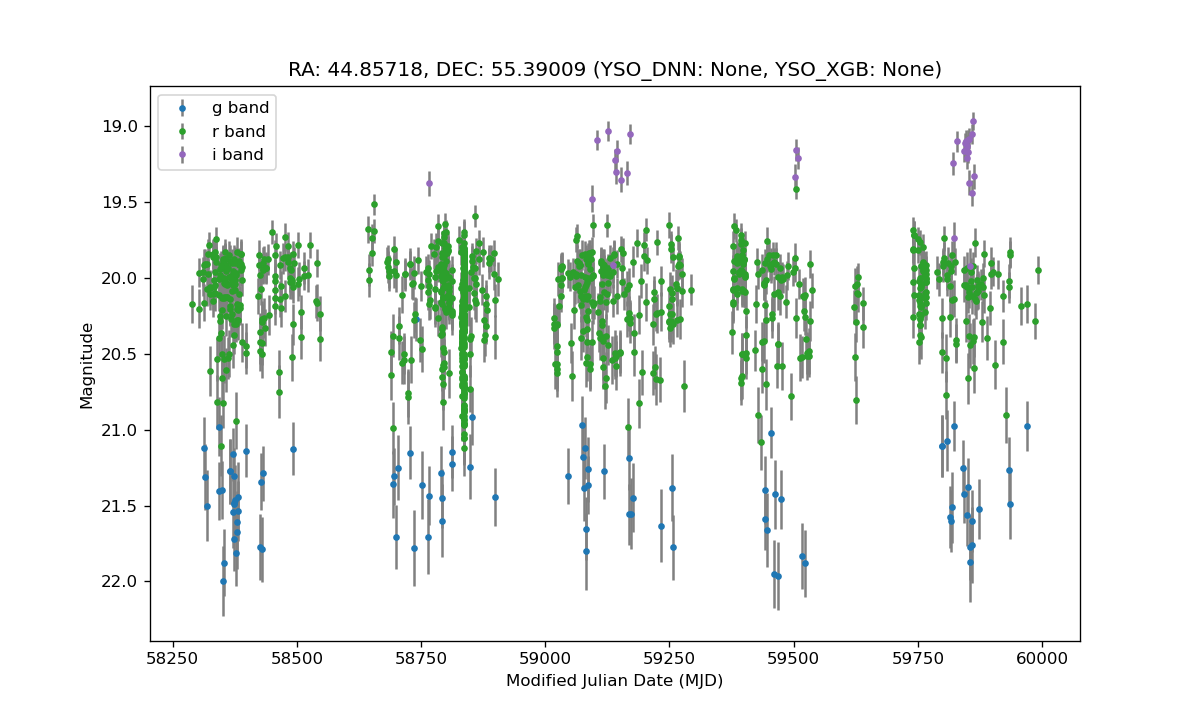 RA: 44.85718, DEC: 55.39009 (YSO_DNN: None, YSO_XGB: None)
g band
r band
i band
19.0
19.5
20.0
20.5
21.0
21.5
22.0
Magnitude
58250
58500
58750
59000
59250
59500
59750
60000
Modified Julian Date (MJD)